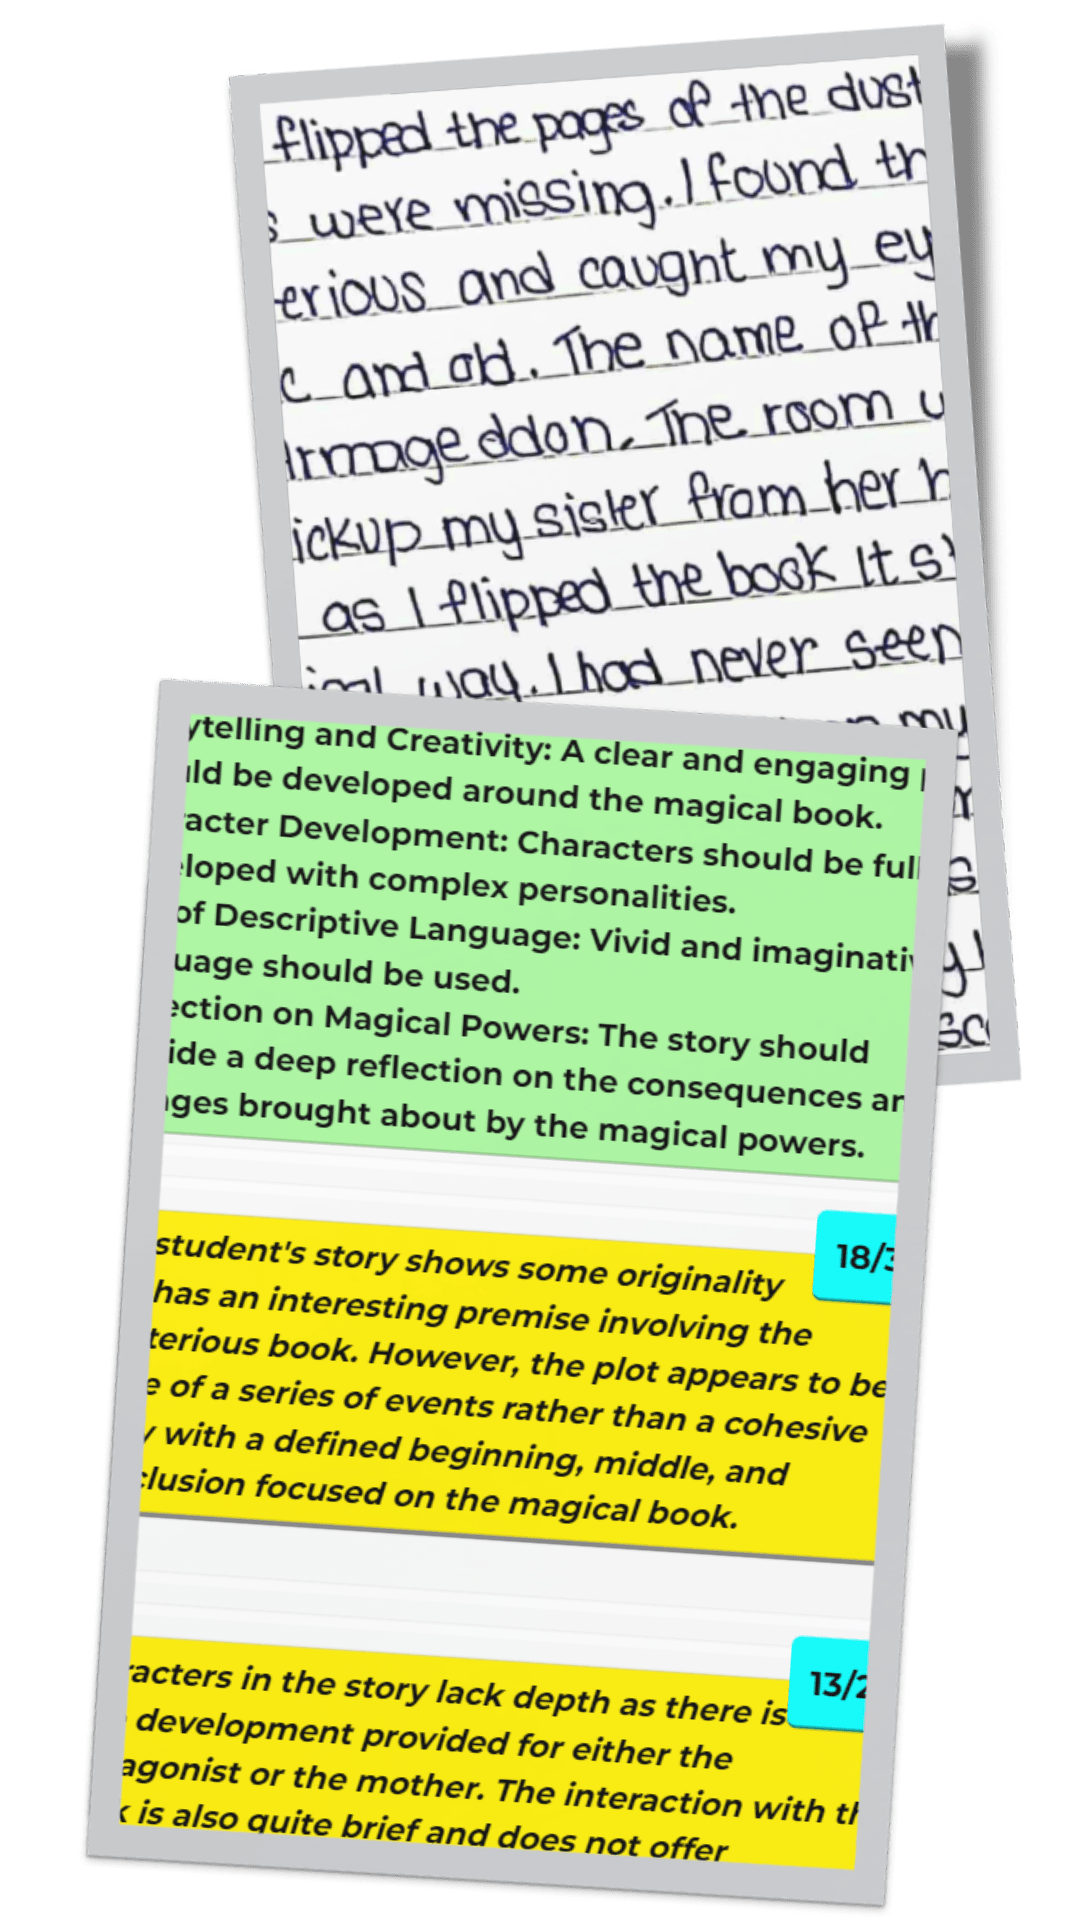 flipped the pages of the dust
s were missing. I found th
erious and caught my ey
c and old. The name of th
Armageddon. The room
ickup my sister from her h
as I flipped the book It s
way. I had never seen
my
ytelling and Creativity: A clear and engaging
uld be developed around the magical book.
racter Development: Characters should be full
eloped with complex personalities.
of Descriptive Language: Vivid and imaginativ
uage should be used.
ection on Magical Powers: The story should
ide a deep reflection on the consequences an
nges brought about by the magical powers.
18/3
student's story shows some originality
has an interesting premise involving the
terious book. However, the plot appears to be
e of a series of events rather than a cohesive
y with a defined beginning, middle, and
clusion focused on the magical book.
13/2
racters in the story lack depth as there is
development provided for either the
agonist or the mother. The interaction with th
k is also quite brief and does not offer